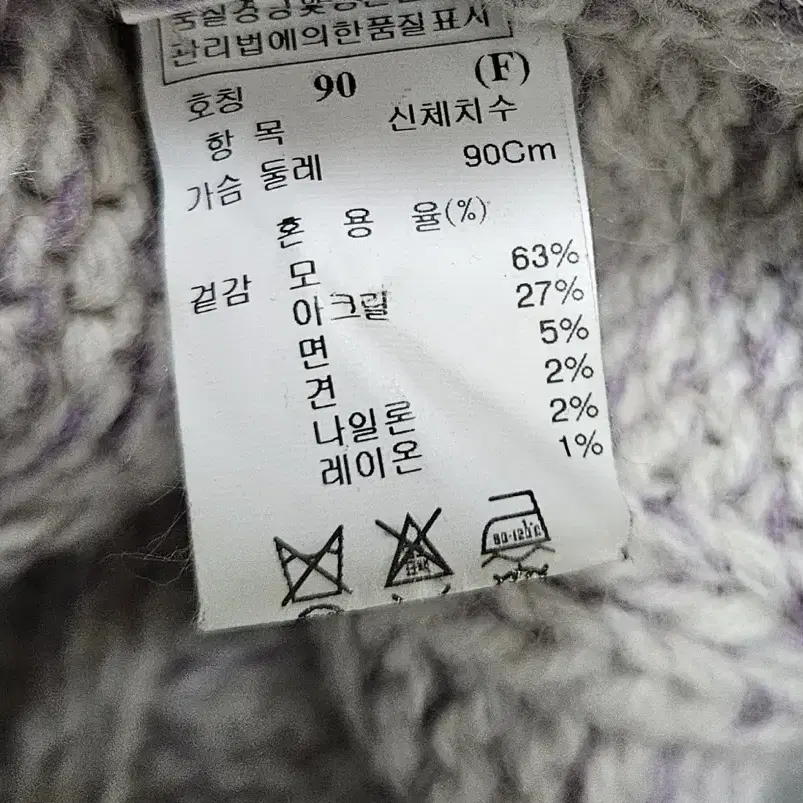 관리법에의한품질표시
호칭 90 (F)
항 목 신체치수
가슴 둘레 90Cm
혼 용 율(%)
겉감 모 63%
아크릴 27%
면 5%
견 2%
나일론 2%
레이온 1%
80-120℃